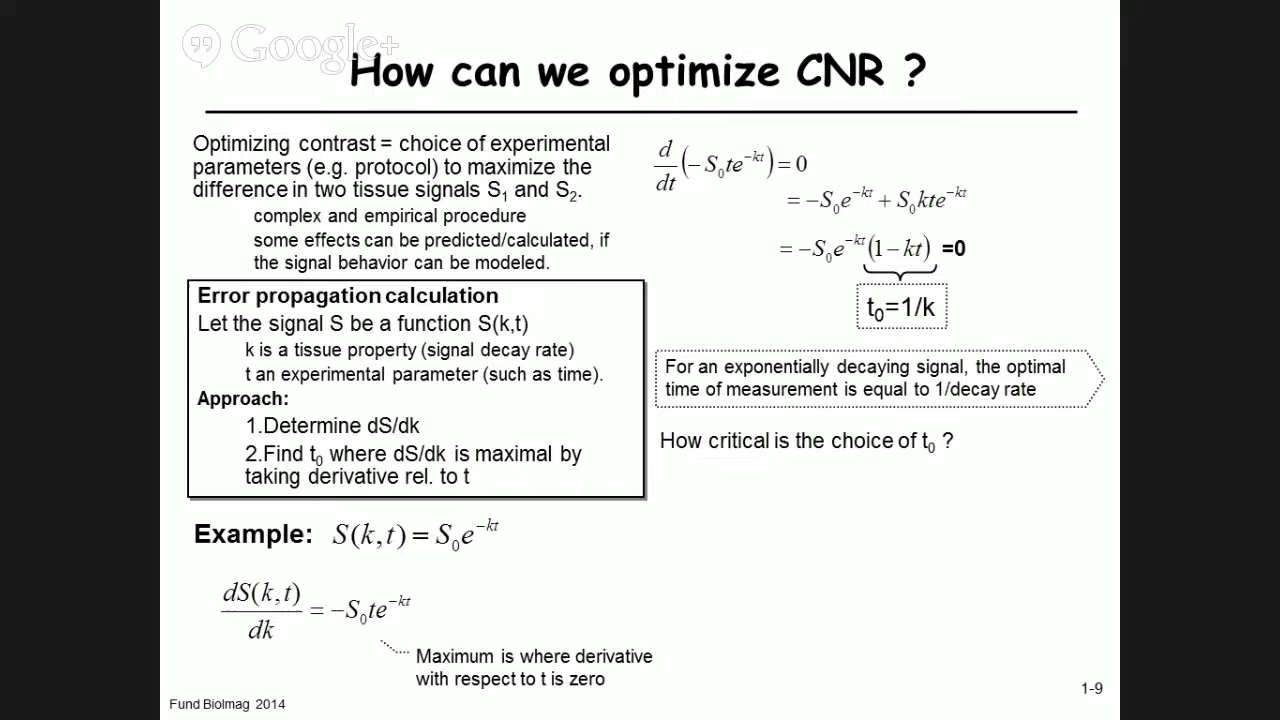 Google+
How can we optimize CNR ?
Optimizing contrast = choice of experimental
parameters (e.g. protocol) to maximize the
difference in two tissue signals S₁ and S₂.
complex and empirical procedure
some effects can be predicted/calculated, if
the signal behavior can be modeled.
Error propagation calculation
Let the signal S be a function S(k,t)
k is a tissue property (signal decay rate)
t an experimental parameter (such as time).
Approach:
1.Determine dS/dk
2.Find t₀ where dS/dk is maximal by
taking derivative rel. to t
Example: S(k,t) = S₀e^{−kt}
dS(k,t)/dk = −S₀te^{−kt}
Maximum is where derivative
with respect to t is zero
d/dt (−S₀te^{−kt}) = 0
= −S₀e^{−kt} + S₀kte^{−kt}
= −S₀e^{−kt}(1−kt) =0
t₀=1/k
For an exponentially decaying signal, the optimal
time of measurement is equal to 1/decay rate
How critical is the choice of t₀ ?
Fund BioImag 2014
1-9